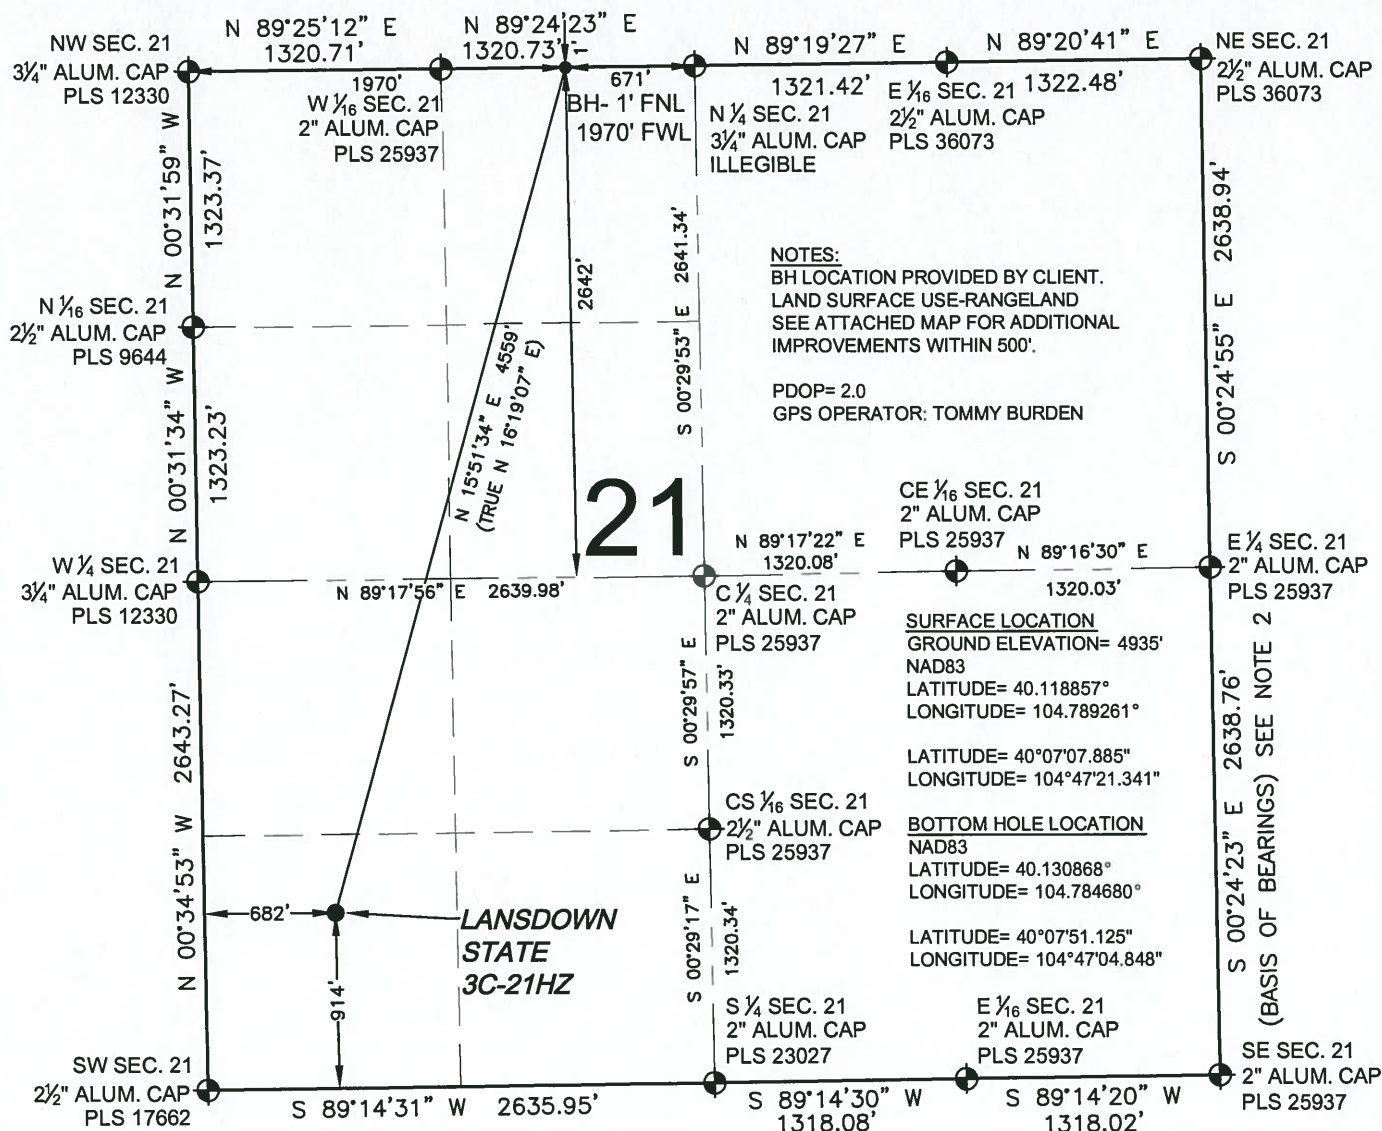 N 89°25'12" E
1320.71'
N 89°24'23" E
1320.73'
1'
N 89°19'27" E
1321.42'
N 89°20'41" E
1322.48'
NW SEC. 21
3¼" ALUM. CAP
PLS 12330
1970'
W 1/16 SEC. 21
2" ALUM. CAP
PLS 25937
671'
BH- 1' FNL
1970' FWL
N ¼ SEC. 21
3¼" ALUM. CAP
ILLEGIBLE
E 1/16 SEC. 21
2½" ALUM. CAP
PLS 36073
NE SEC. 21
2½" ALUM. CAP
PLS 36073
N 00°31'59" W
1323.37'
N 1/16 SEC. 21
2½" ALUM. CAP
PLS 9644
N 00°31'34" W
1323.23'
N 15°51'34" E 4559'
(TRUE N 16°19'07" E)
2642'
S 00°29'53" E 2641.34'
NOTES:
BH LOCATION PROVIDED BY CLIENT.
LAND SURFACE USE-RANGELAND
SEE ATTACHED MAP FOR ADDITIONAL
IMPROVEMENTS WITHIN 500'.
PDOP= 2.0
GPS OPERATOR: TOMMY BURDEN
S 00°24'55" E 2638.94'
21
W ¼ SEC. 21
3¼" ALUM. CAP
PLS 12330
N 89°17'56" E 2639.98'
C ¼ SEC. 21
2" ALUM. CAP
PLS 25937
N 89°17'22" E
1320.08'
CE 1/16 SEC. 21
2" ALUM. CAP
PLS 25937
N 89°16'30" E
1320.03'
E ¼ SEC. 21
2" ALUM. CAP
PLS 25937
SURFACE LOCATION
GROUND ELEVATION= 4935'
NAD83
LATITUDE= 40.118857°
LONGITUDE= 104.789261°
LATITUDE= 40°07'07.885"
LONGITUDE= 104°47'21.341"
BOTTOM HOLE LOCATION
NAD83
LATITUDE= 40.130868°
LONGITUDE= 104.784680°
LATITUDE= 40°07'51.125"
LONGITUDE= 104°47'04.848"
N 00°34'53" W 2643.27'
S 00°29'57" E
1320.33'
CS 1/16 SEC. 21
2½" ALUM. CAP
PLS 25937
S 00°29'17" E
1320.34'
S 00°24'23" E 2638.76'
(BASIS OF BEARINGS) SEE NOTE 2
682'
914'
LANSDOWN
STATE
3C-21HZ
SW SEC. 21
2½" ALUM. CAP
PLS 17662
S 89°14'31" W 2635.95'
S ¼ SEC. 21
2" ALUM. CAP
PLS 23027
S 89°14'30" W
1318.08'
E 1/16 SEC. 21
2" ALUM. CAP
PLS 25937
S 89°14'20" W
1318.02'
SE SEC. 21
2" ALUM. CAP
PLS 25937